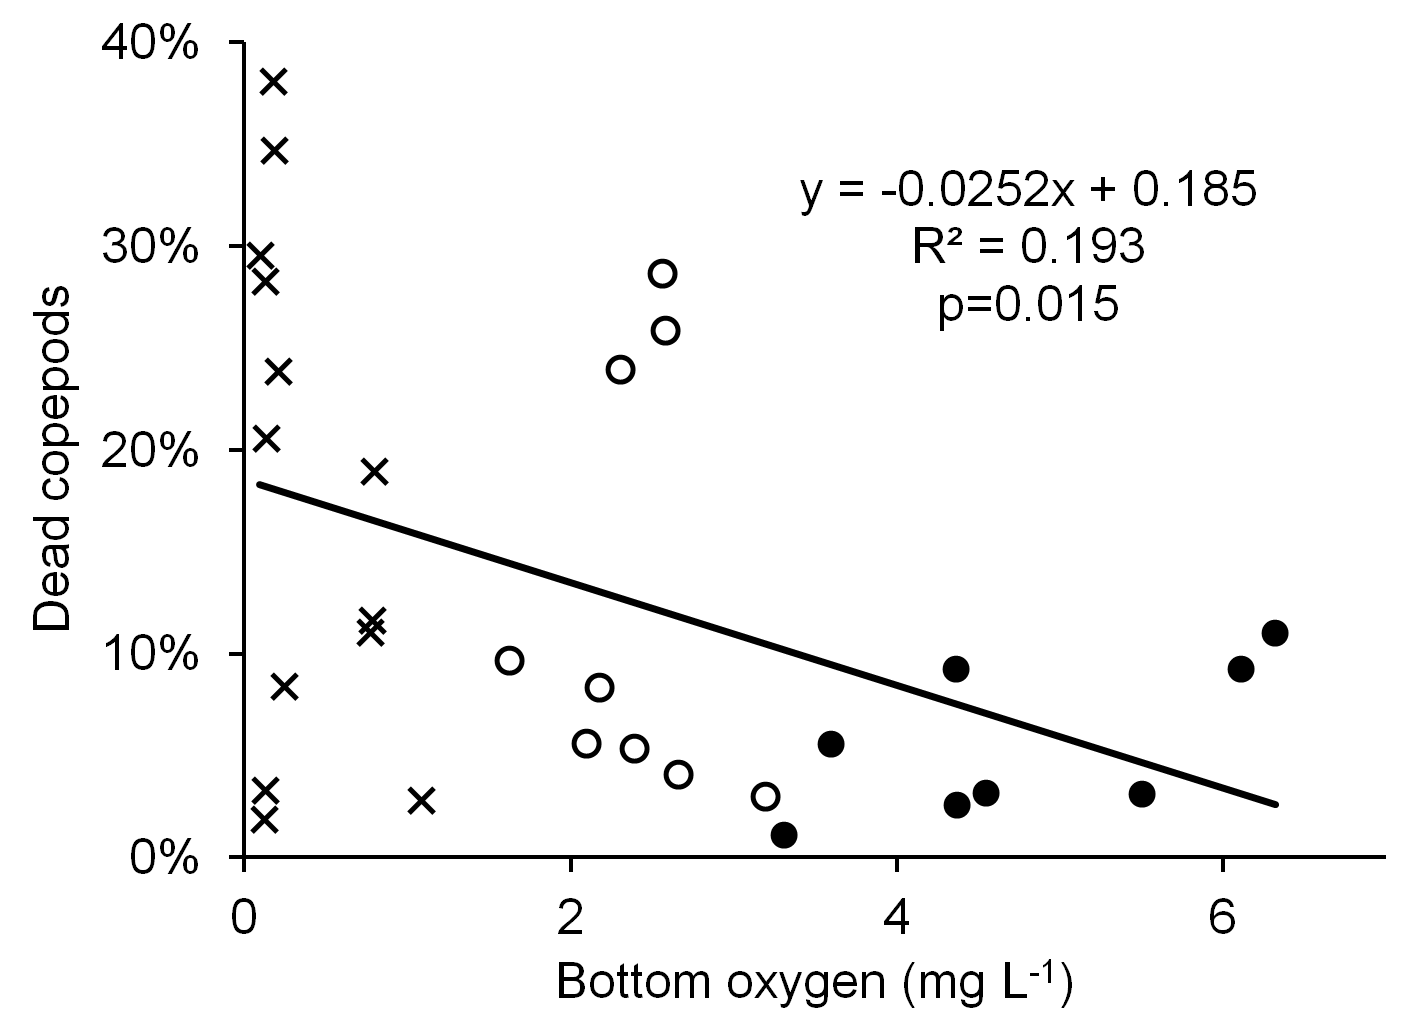 40%
30%
20%
10%
0%
Dead copepods
y = -0.0252x + 0.185
R² = 0.193
p=0.015
0 2 4 6
Bottom oxygen (mg L⁻¹)